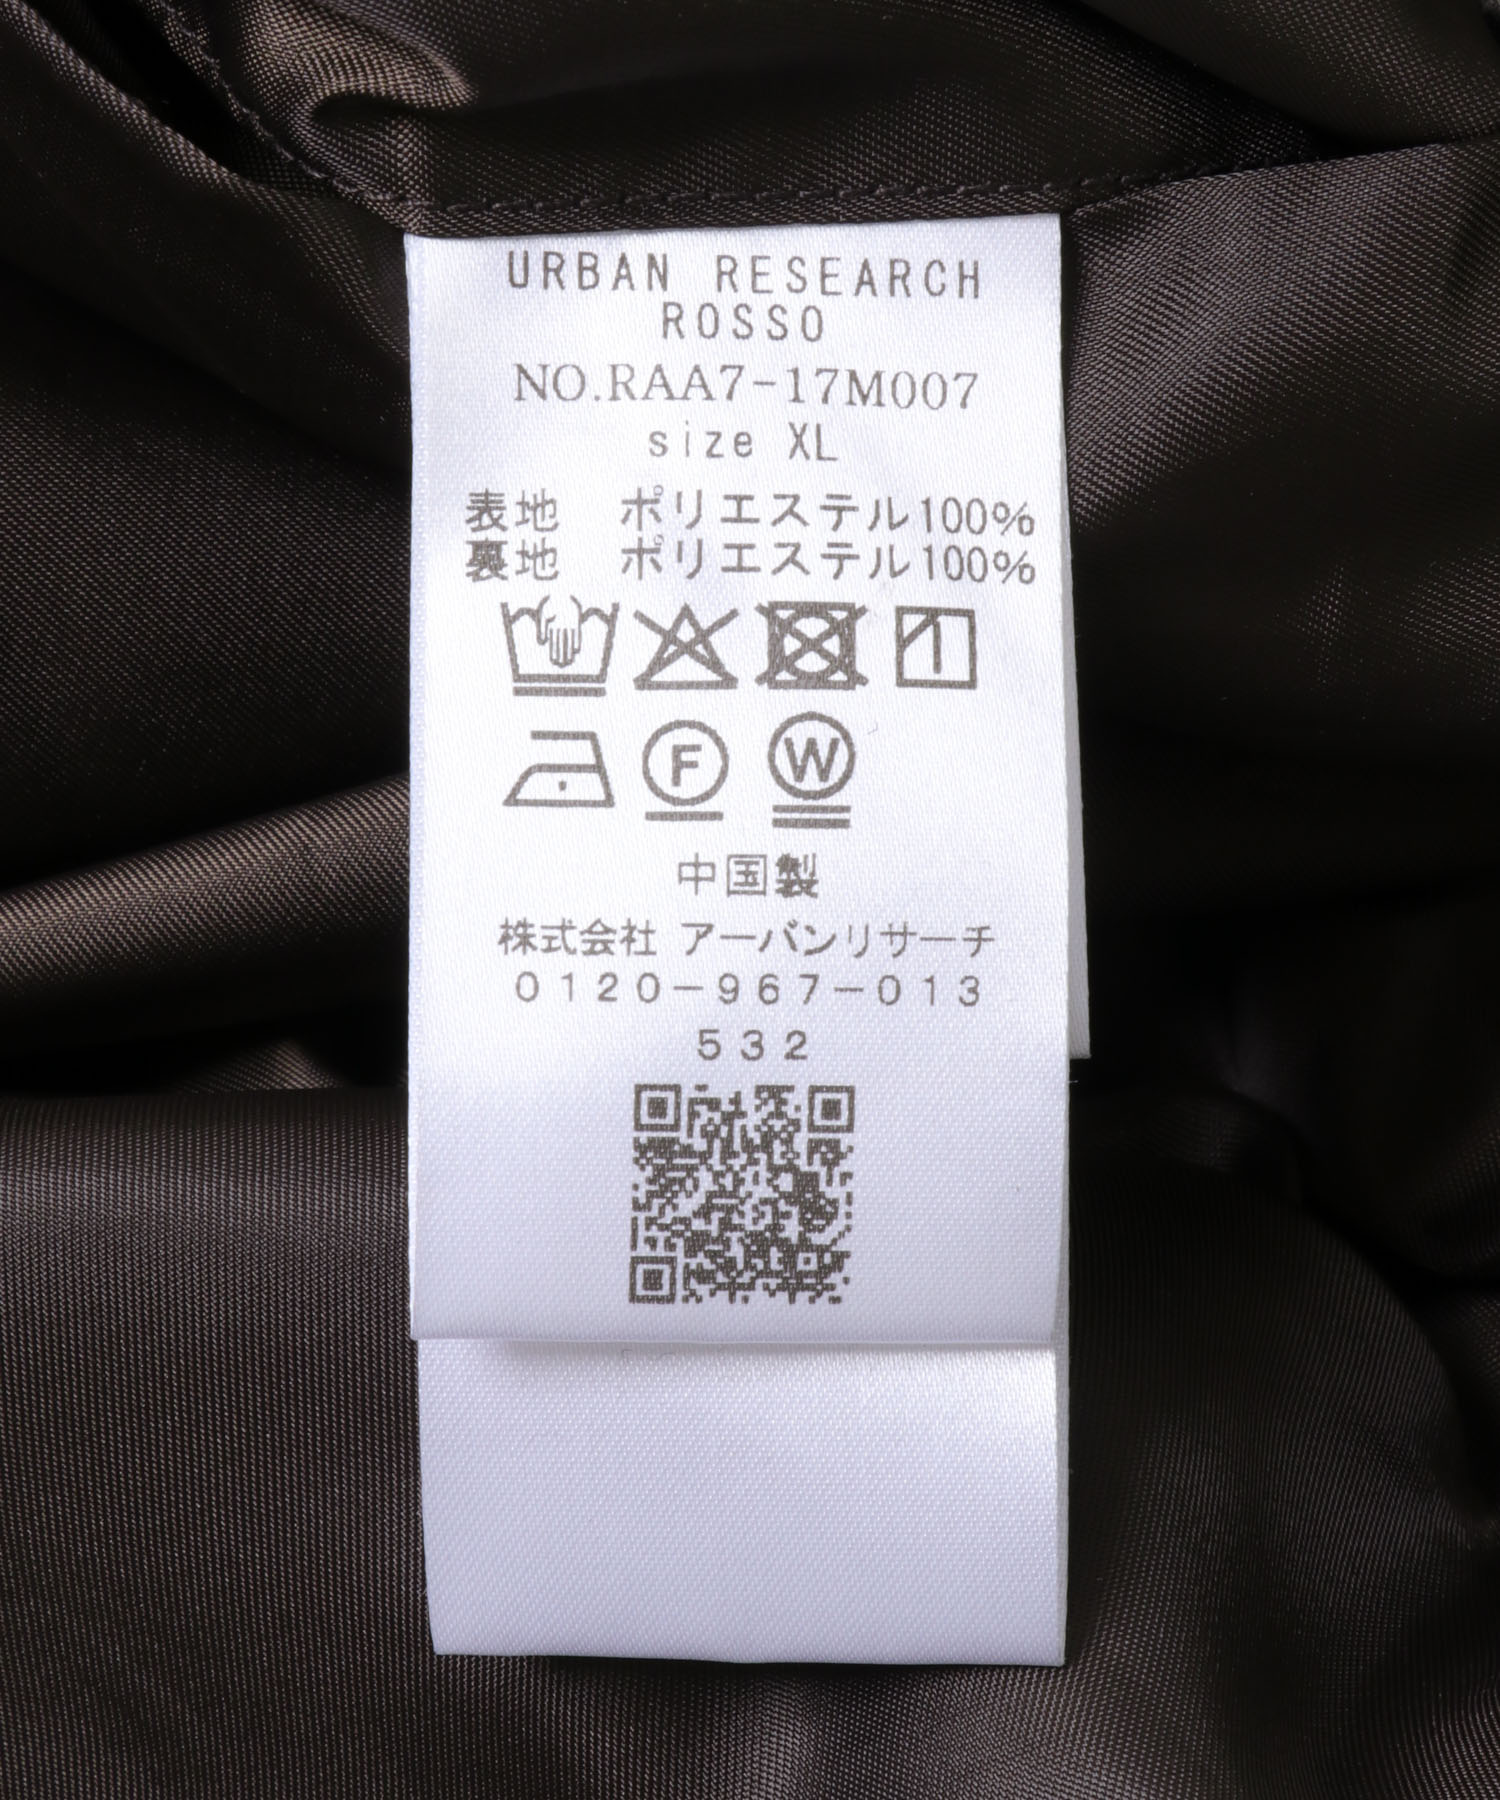 URBAN RESEARCH
ROSSO
NO.RAA7-17M007
size XL
表地 ポリエステル100%
裏地 ポリエステル100%
F W
中国製
株式会社 アーバンリサーチ
0120-967-013
532